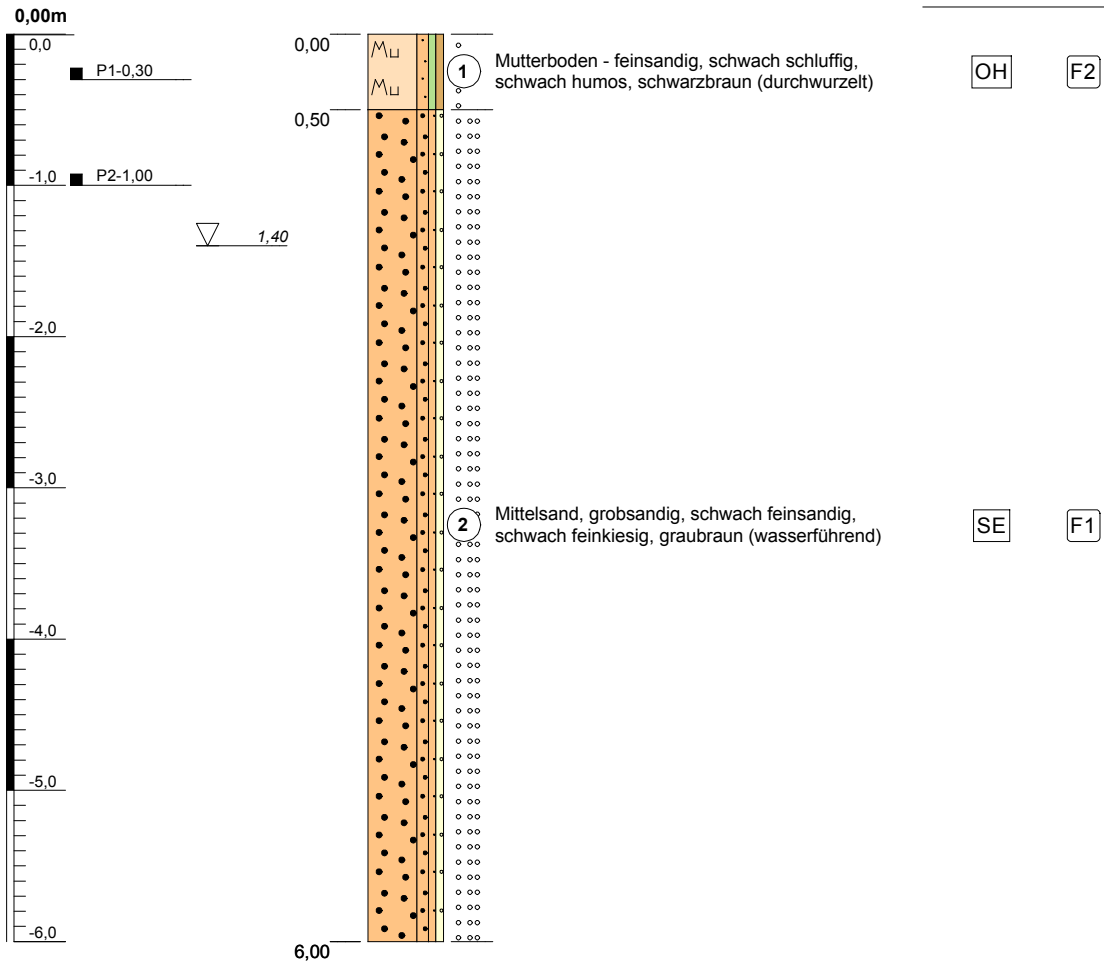 0,00m
0,0
P1-0,30
-1,0
P2-1,00
1,40
-2,0
-3,0
-4,0
-5,0
-6,0
0,00
Mu
Mu
0,50
6,00
1
Mutterboden - feinsandig, schwach schluffig,
schwach humos, schwarzbraun (durchwurzelt)
OH
F2
2
Mittelsand, grobsandig, schwach feinsandig,
schwach feinkiesig, graubraun (wasserführend)
SE
F1